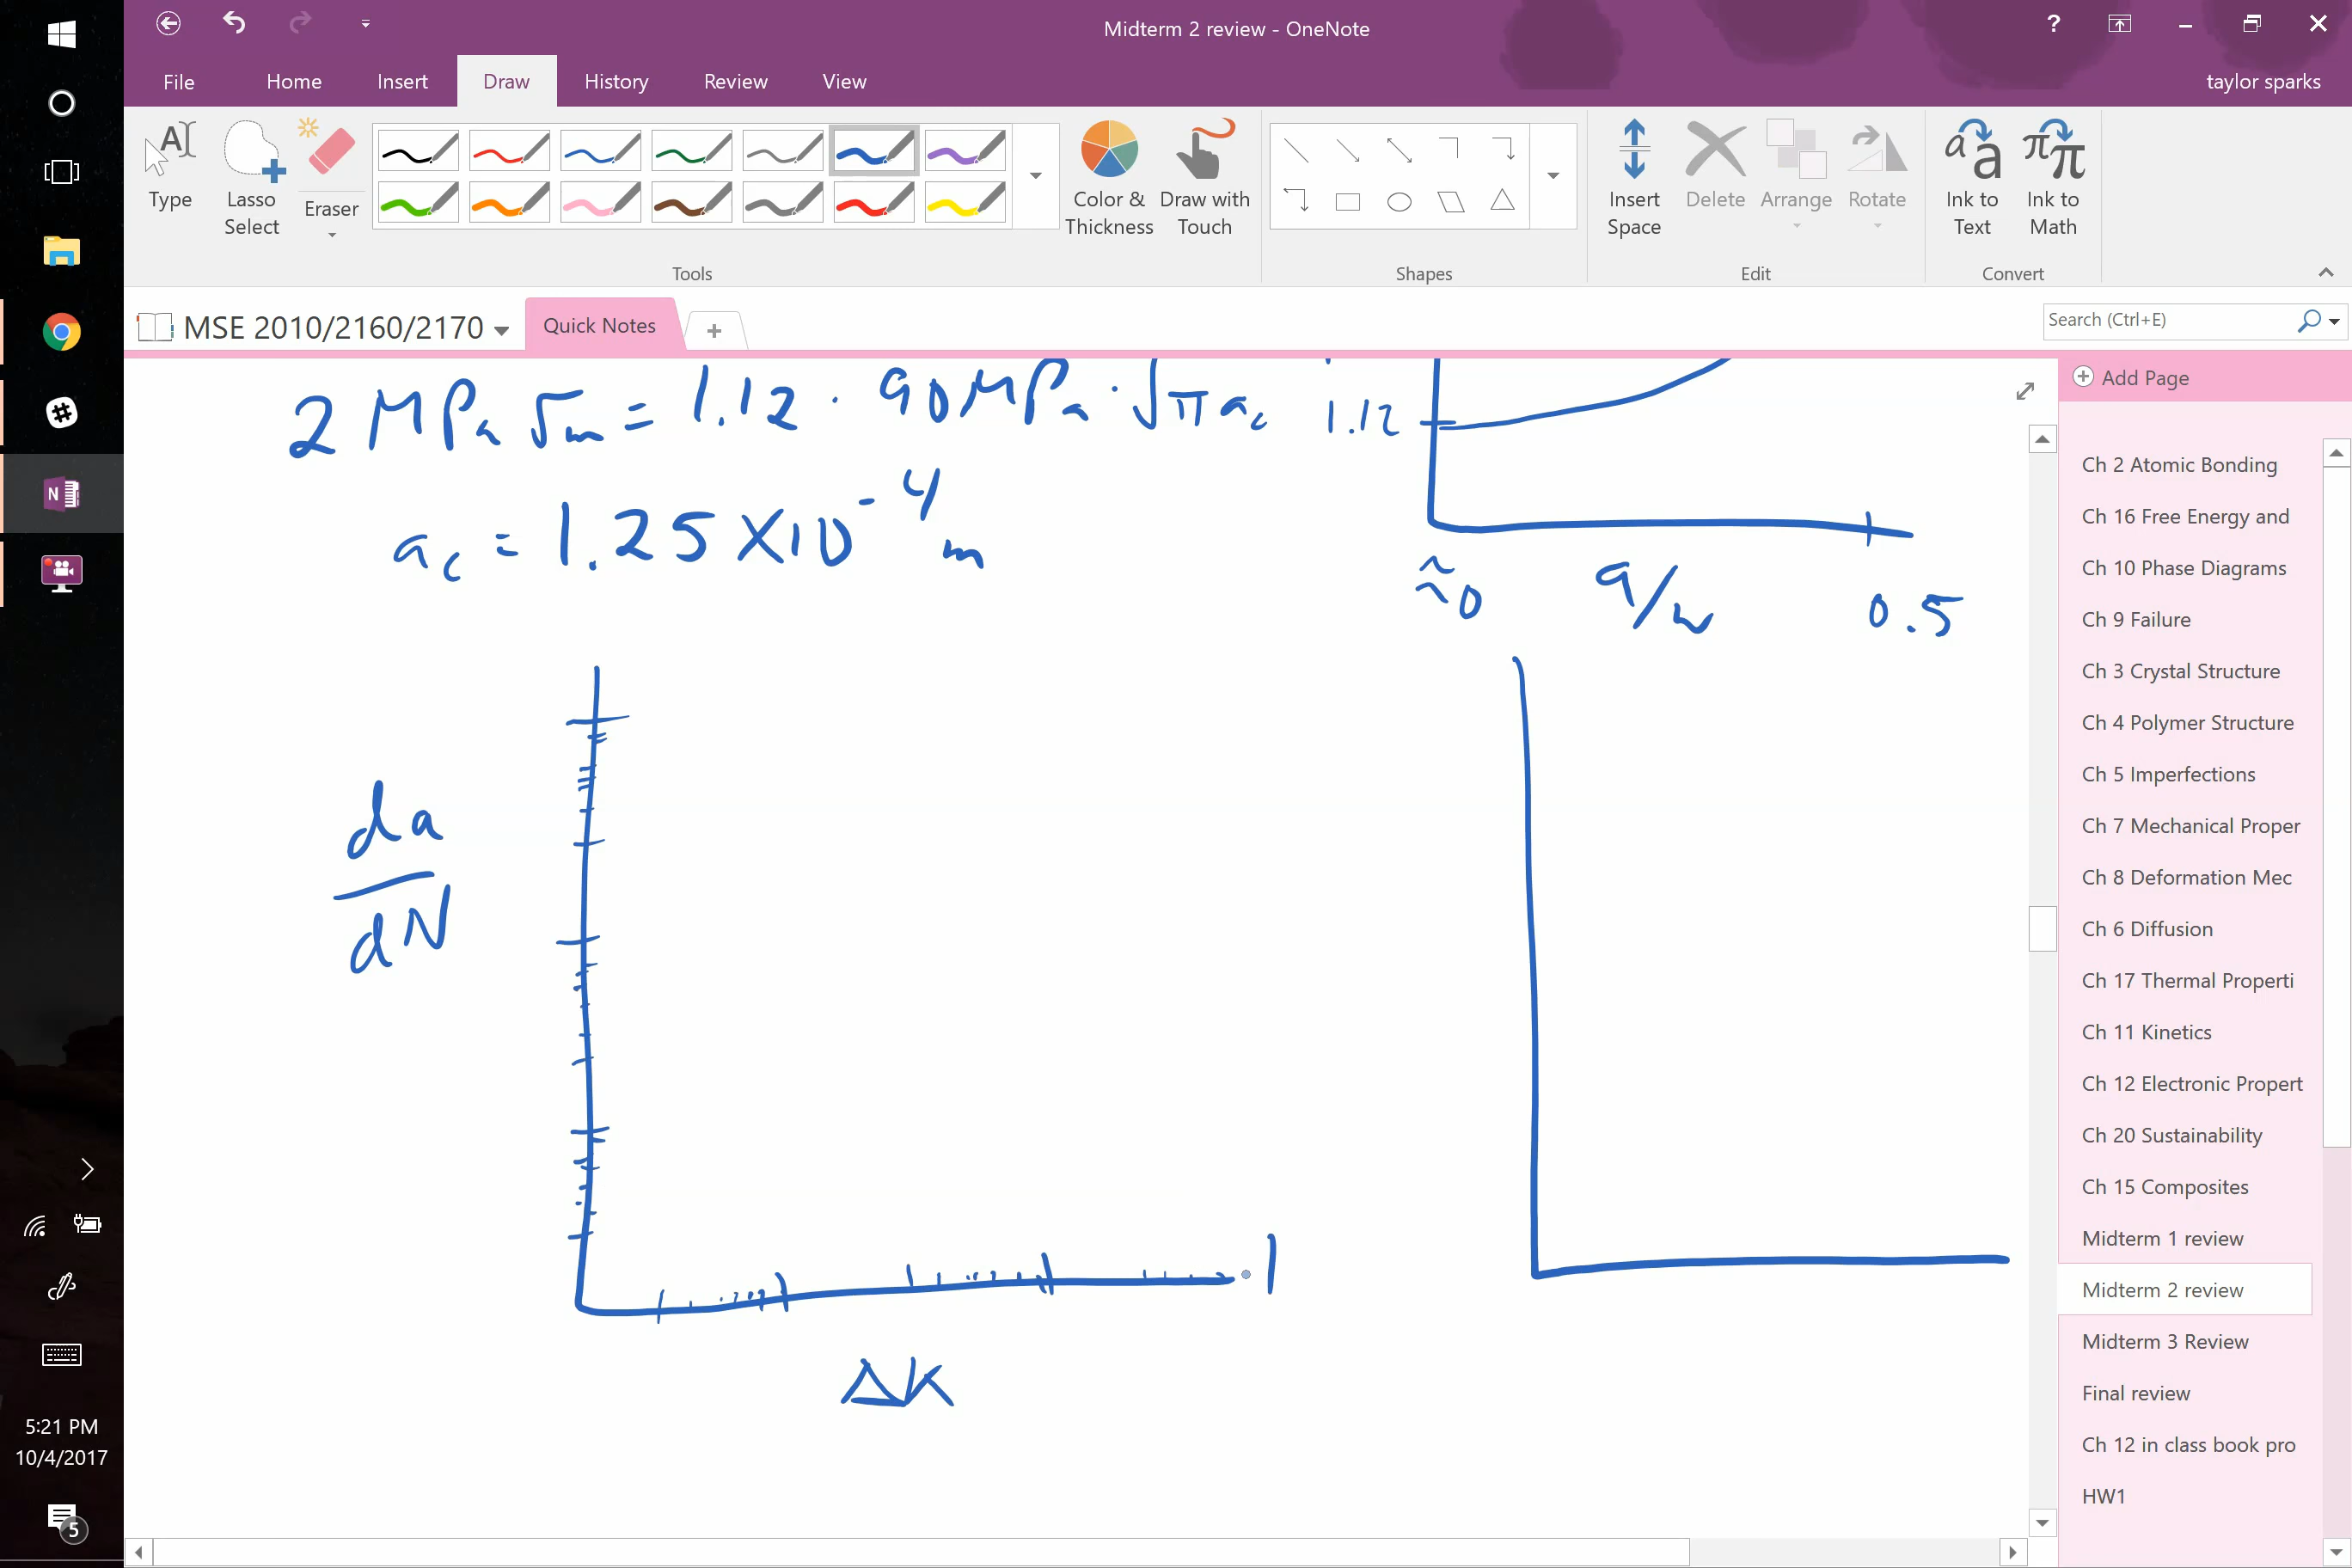 Midterm 2 review - OneNote
?
File Home Insert Draw History Review View
taylor sparks
Type
Lasso Select
Eraser
Color & Thickness
Draw with Touch
Insert Space
Delete
Arrange
Rotate
Ink to Text
Ink to Math
Tools Shapes Edit Convert
MSE 2010/2160/2170
Quick Notes
Search (Ctrl+E)
2 MPa √m = 1.12 · 90 MPa · √π ac
ac = 1.25 X10⁻⁴ m
1.12
≈0 a/w 0.5
da
dN
ΔK
Add Page
Ch 2 Atomic Bonding
Ch 16 Free Energy and
Ch 10 Phase Diagrams
Ch 9 Failure
Ch 3 Crystal Structure
Ch 4 Polymer Structure
Ch 5 Imperfections
Ch 7 Mechanical Proper
Ch 8 Deformation Mec
Ch 6 Diffusion
Ch 17 Thermal Properti
Ch 11 Kinetics
Ch 12 Electronic Propert
Ch 20 Sustainability
Ch 15 Composites
Midterm 1 review
Midterm 2 review
Midterm 3 Review
Final review
Ch 12 in class book pro
HW1
5:21 PM
10/4/2017
5